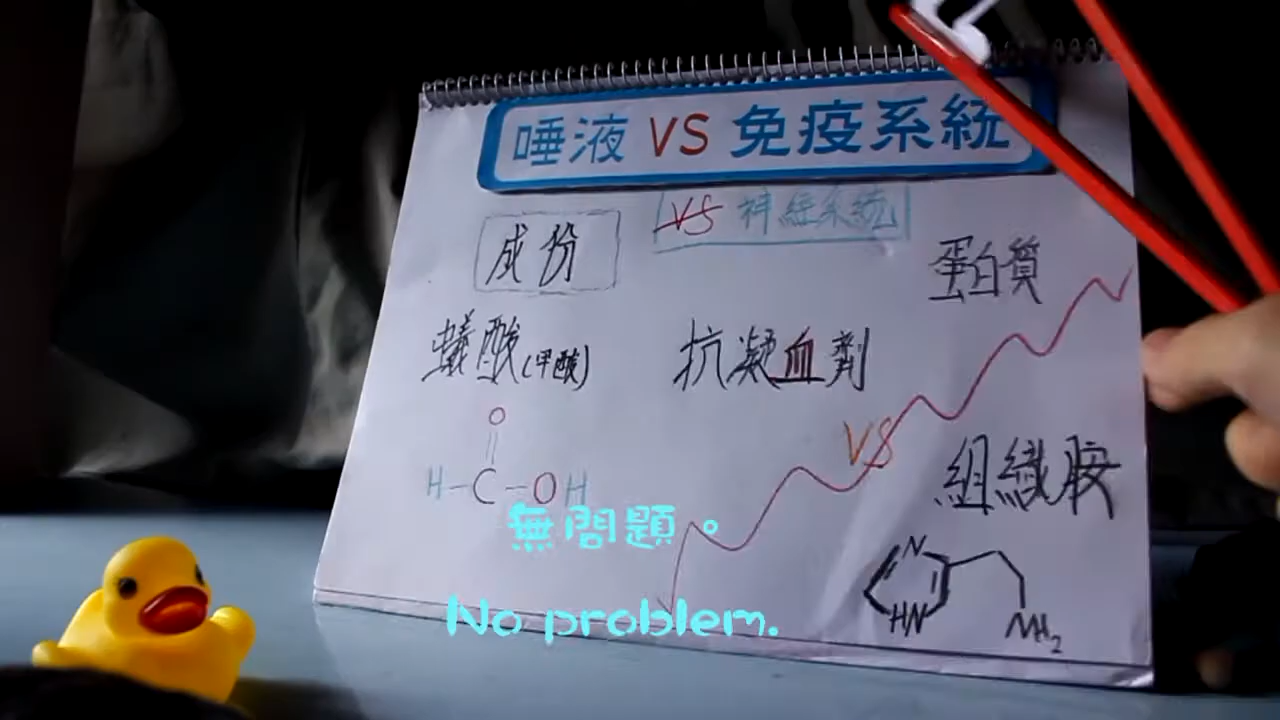 唾液 VS 免疫系統
VS 神經系統
成份
蛋白質
蟻酸(甲酸)
抗凝血劑
VS
組織胺
O
H-C-OH
N
HN
NH2
無問題。
No problem.